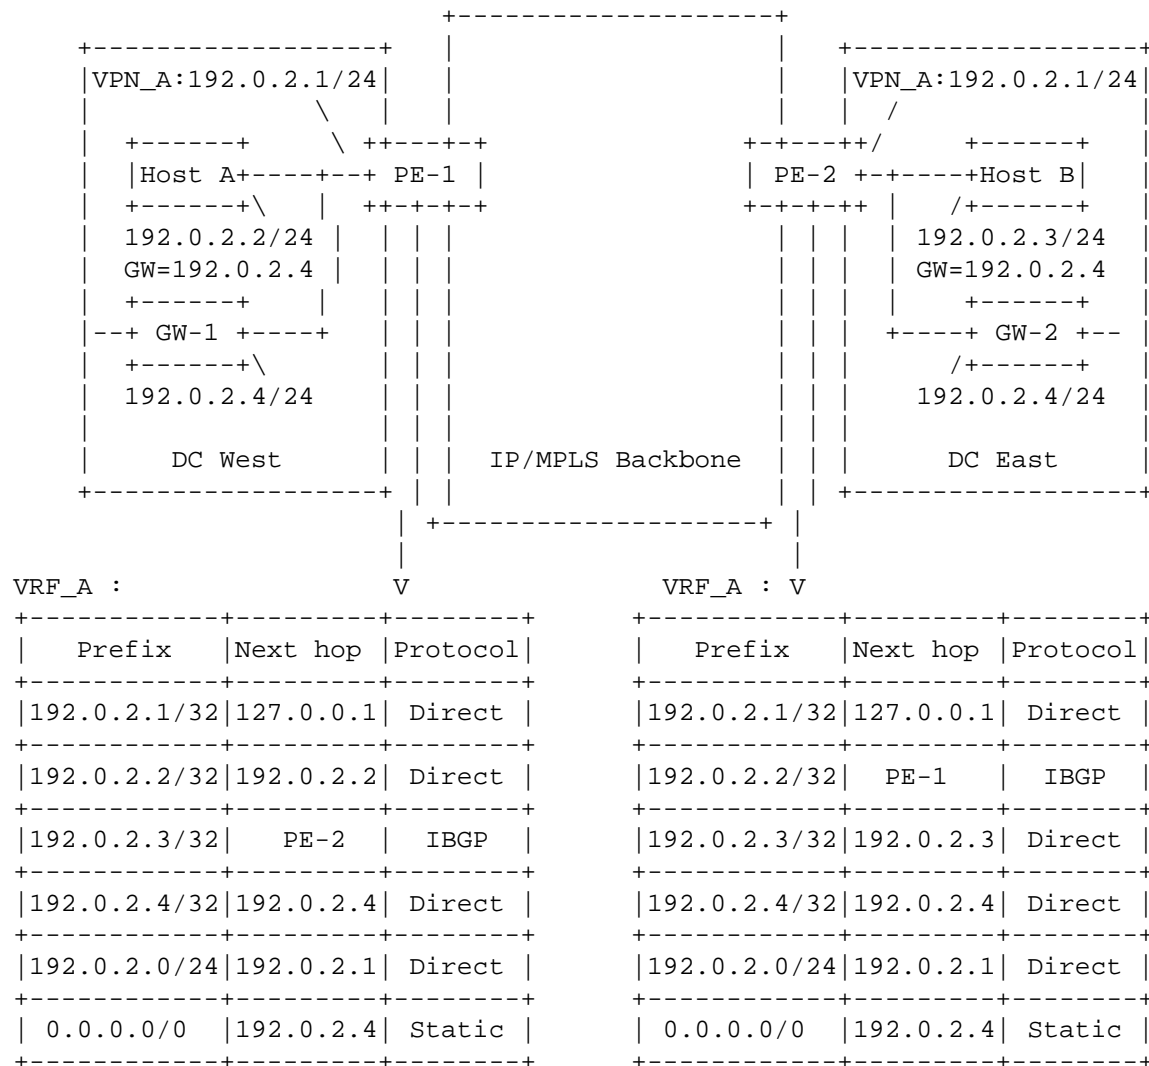 VPN_A:192.0.2.1/24 VPN_A:192.0.2.1/24
Host A PE-1 PE-2 Host B
192.0.2.2/24 192.0.2.3/24
GW=192.0.2.4 GW=192.0.2.4
GW-1 GW-2
192.0.2.4/24 192.0.2.4/24
DC West IP/MPLS Backbone DC East
VRF_A : V VRF_A : V
Prefix Next hop Protocol Prefix Next hop Protocol
192.0.2.1/32 127.0.0.1 Direct 192.0.2.1/32 127.0.0.1 Direct
192.0.2.2/32 192.0.2.2 Direct 192.0.2.2/32 PE-1 IBGP
192.0.2.3/32 PE-2 IBGP 192.0.2.3/32 192.0.2.3 Direct
192.0.2.4/32 192.0.2.4 Direct 192.0.2.4/32 192.0.2.4 Direct
192.0.2.0/24 192.0.2.1 Direct 192.0.2.0/24 192.0.2.1 Direct
0.0.0.0/0 192.0.2.4 Static 0.0.0.0/0 192.0.2.4 Static